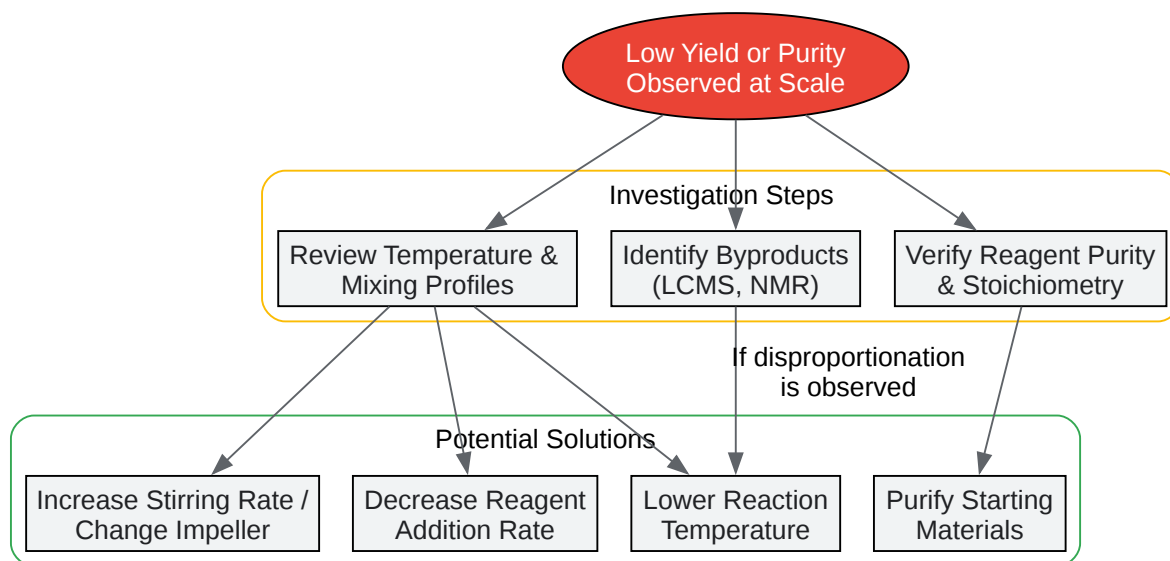 Low Yield or Purity
Observed at Scale
Investigation Steps
Review Temperature &
Mixing Profiles
Identify Byproducts
(LCMS, NMR)
Verify Reagent Purity
& Stoichiometry
If disproportionation
is observed
Potential Solutions
Increase Stirring Rate /
Change Impeller
Decrease Reagent
Addition Rate
Lower Reaction
Temperature
Purify Starting
Materials